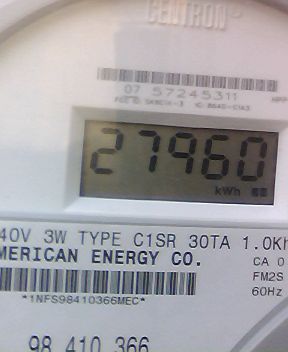 CENTRON
07 57245311
27960
kWh
40V 3W TYPE C1SR 30TA 1.0Kh
MERICAN ENERGY CO.
CA 0
FM2S
60Hz
*1NFS98410366MEC*
98 410 366